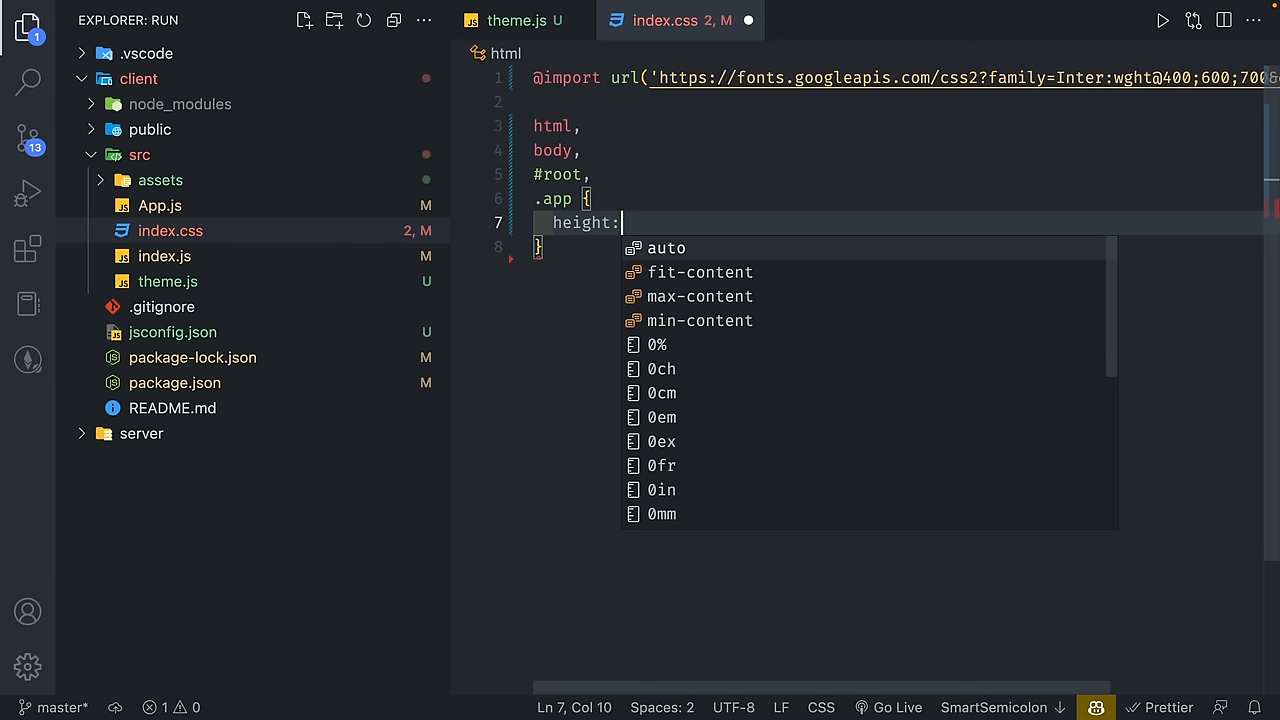 EXPLORER: RUN
theme.js U
index.css 2, M
1
.vscode
client
node_modules
public
src
assets
App.js M
index.css 2, M
index.js M
theme.js U
.gitignore
jsconfig.json U
package-lock.json M
package.json M
README.md
server
13
html
1 @import url('https://fonts.googleapis.com/css2?family=Inter:wght@400;600;700&
2
3 html,
4 body,
5 #root,
6 .app {
7 height:
8 }
auto
fit-content
max-content
min-content
0%
0ch
0cm
0em
0ex
0fr
0in
0mm
master* 1 0 Ln 7, Col 10 Spaces: 2 UTF-8 LF CSS Go Live SmartSemicolon ↓ Prettier